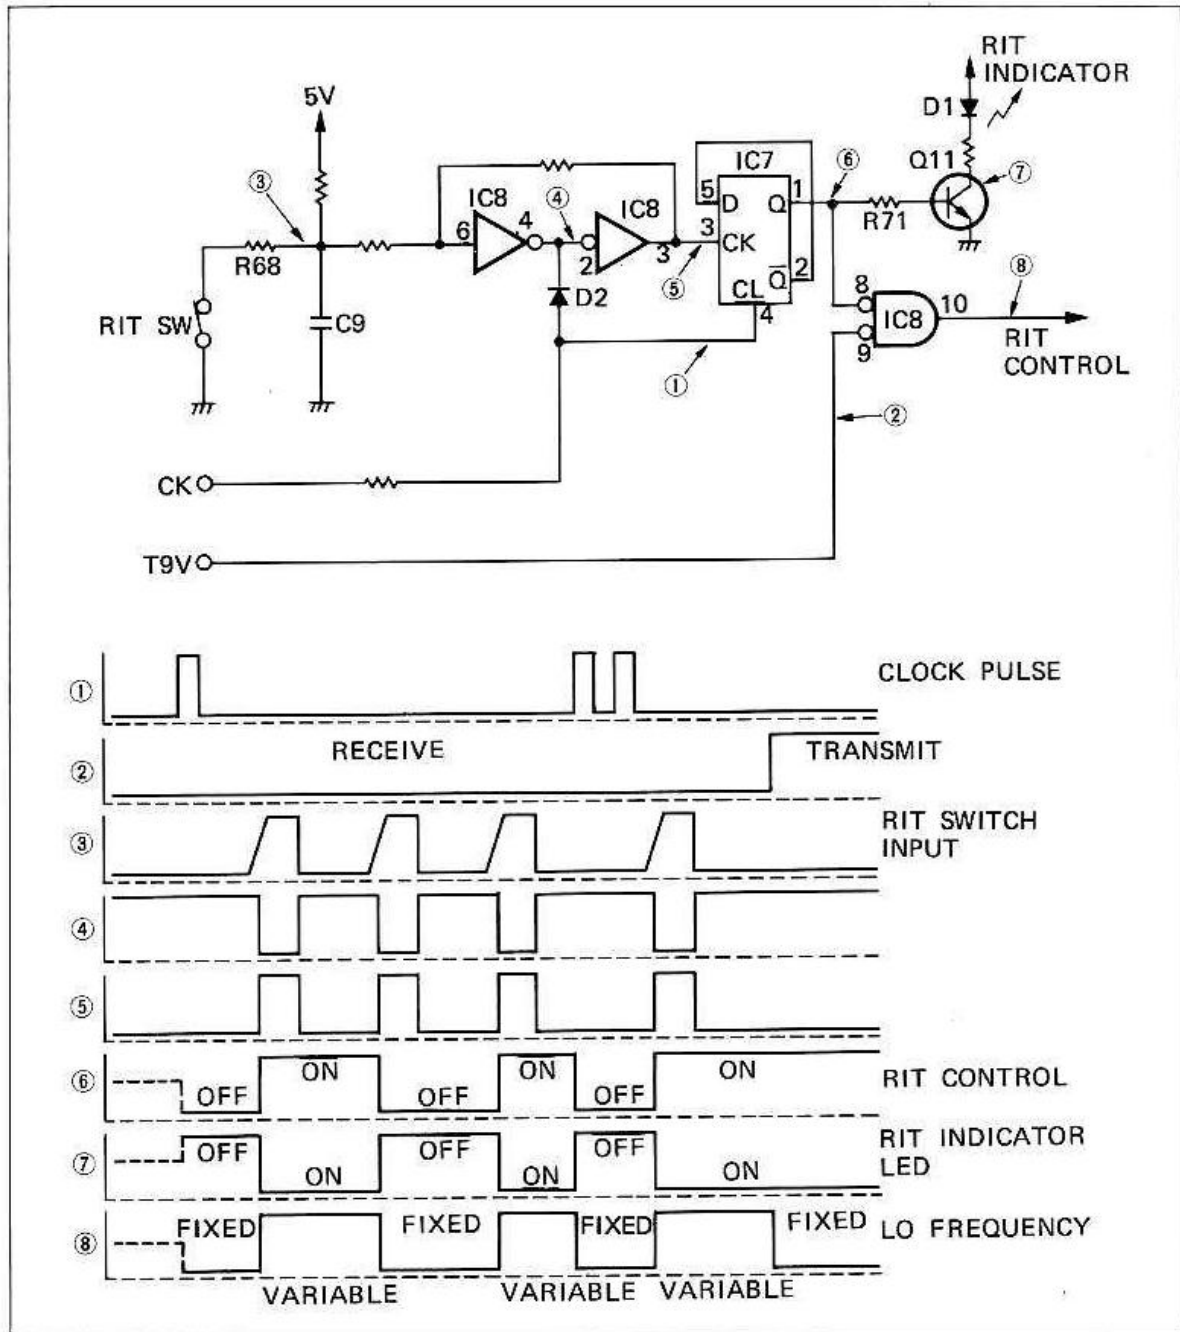 RIT
INDICATOR
5V
D1
IC7
⑥
Q11
⑦
③
IC8
④
IC8
5
D
Q
1
6
4
R71
3
CK
2
3
R68
⑤
Q̅
2
⑧
CL
8
D2
4
10
RIT SW
C9
IC8
RIT
CONTROL
9
①
②
CK
T9V
①
CLOCK PULSE
RECEIVE
TRANSMIT
②
RIT SWITCH
INPUT
③
④
⑤
⑥
OFF
ON
OFF
ON
OFF
ON
RIT CONTROL
⑦
OFF
ON
OFF
ON
OFF
ON
RIT INDICATOR
LED
⑧
FIXED
FIXED
FIXED
FIXED
LO FREQUENCY
VARIABLE
VARIABLE
VARIABLE